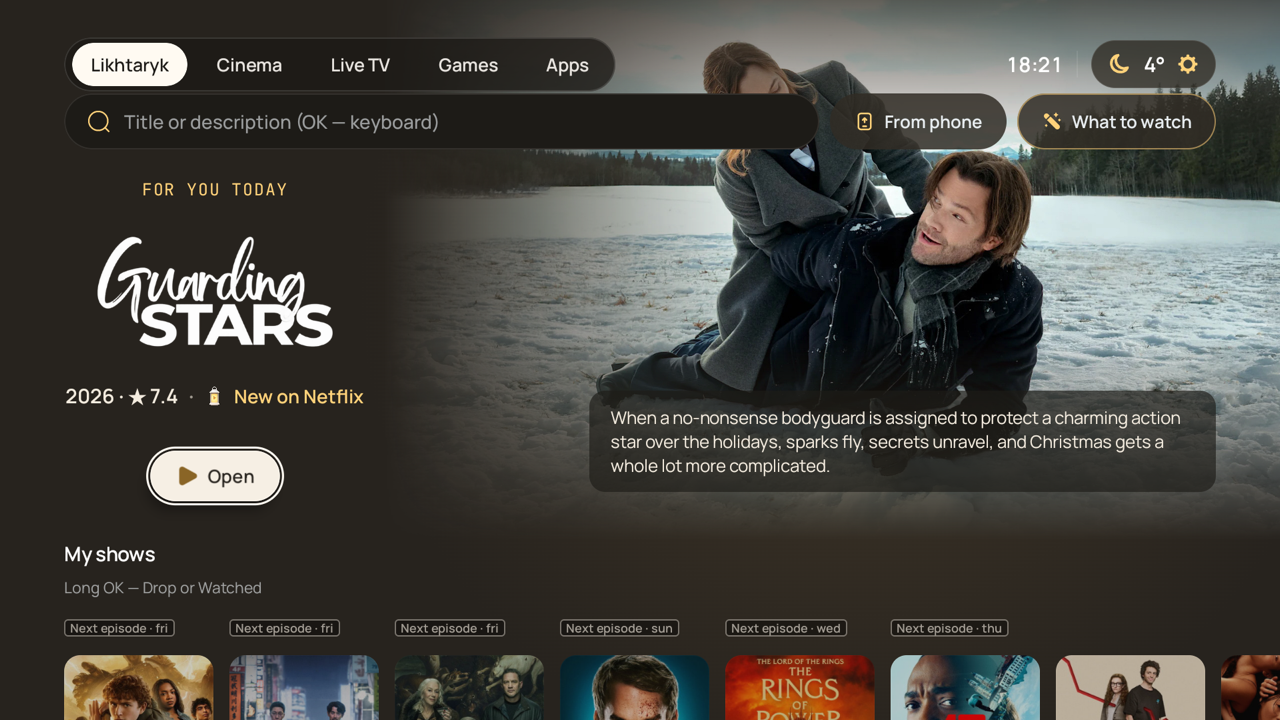 Likhtaryk
Cinema
Live TV
Games
Apps
18:21
4°
Title or description (OK — keyboard)
From phone
What to watch
FOR YOU TODAY
Guarding
STARS
2026 · ★ 7.4 · New on Netflix
Open
When a no-nonsense bodyguard is assigned to protect a charming action
star over the holidays, sparks fly, secrets unravel, and Christmas gets a
whole lot more complicated.
My shows
Long OK — Drop or Watched
Next episode · fri
Next episode · fri
Next episode · fri
Next episode · sun
Next episode · wed
Next episode · thu
THE LORD OF THE RINGS
THE
RINGS
OF
POWER